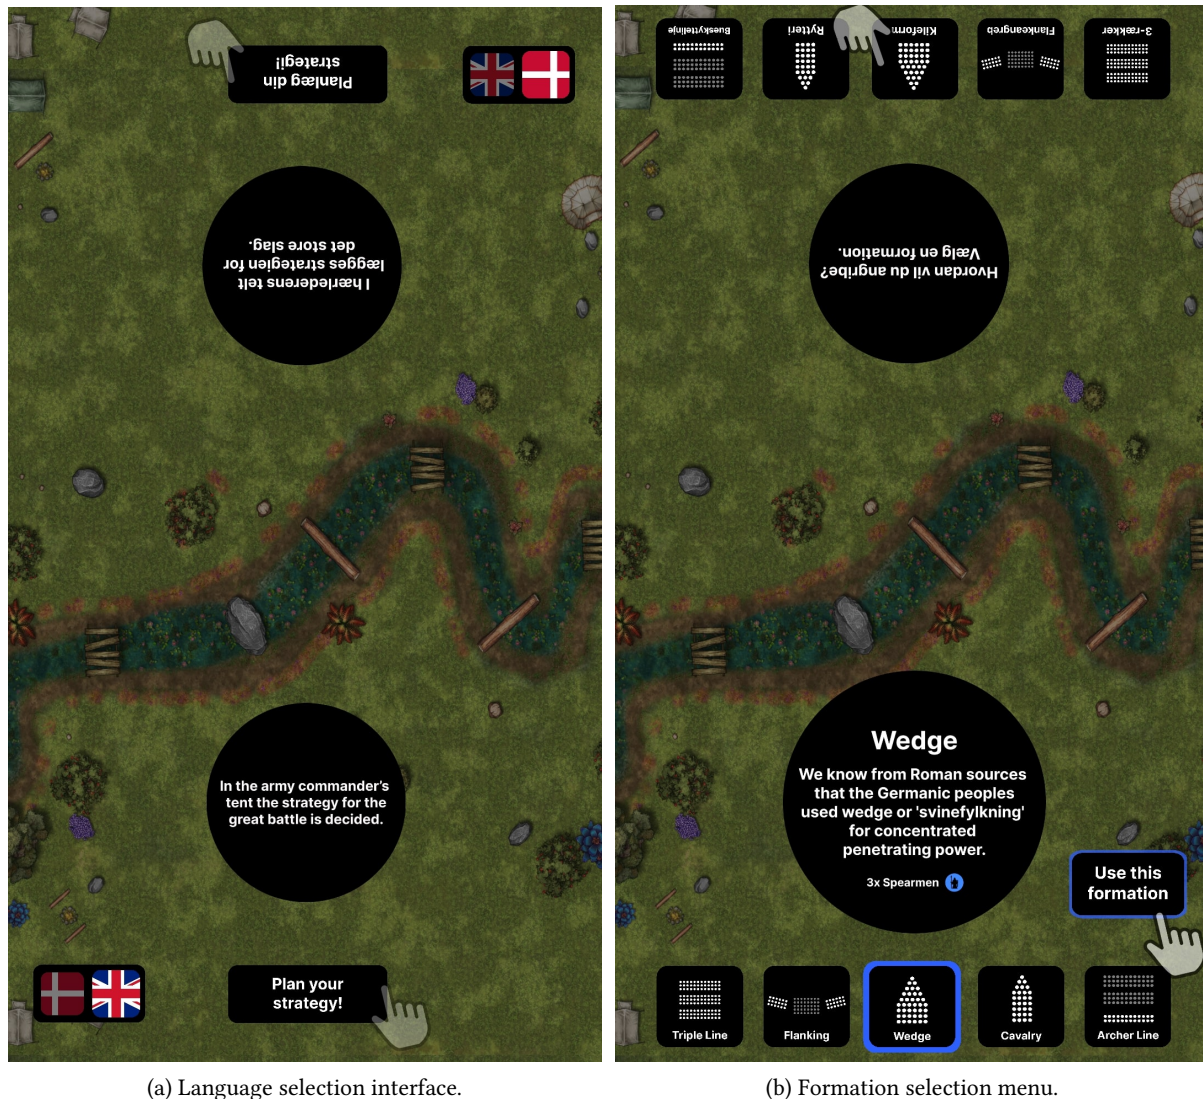 Planlæg din
strategi!
I hærlederens telt
lægges strategien for
det store slag.
In the army commander's
tent the strategy for the
great battle is decided.
Plan your
strategy!
(a) Language selection interface.
3-rækker
Flankeangreb
Kileform
Rytteri
Bueskyttelinje
Hvordan vil du angribe?
Vælg en formation.
Wedge
We know from Roman sources
that the Germanic peoples
used wedge or 'svinefylkning'
for concentrated
penetrating power.
3x Spearmen
Use this
formation
Triple Line
Flanking
Wedge
Cavalry
Archer Line
(b) Formation selection menu.